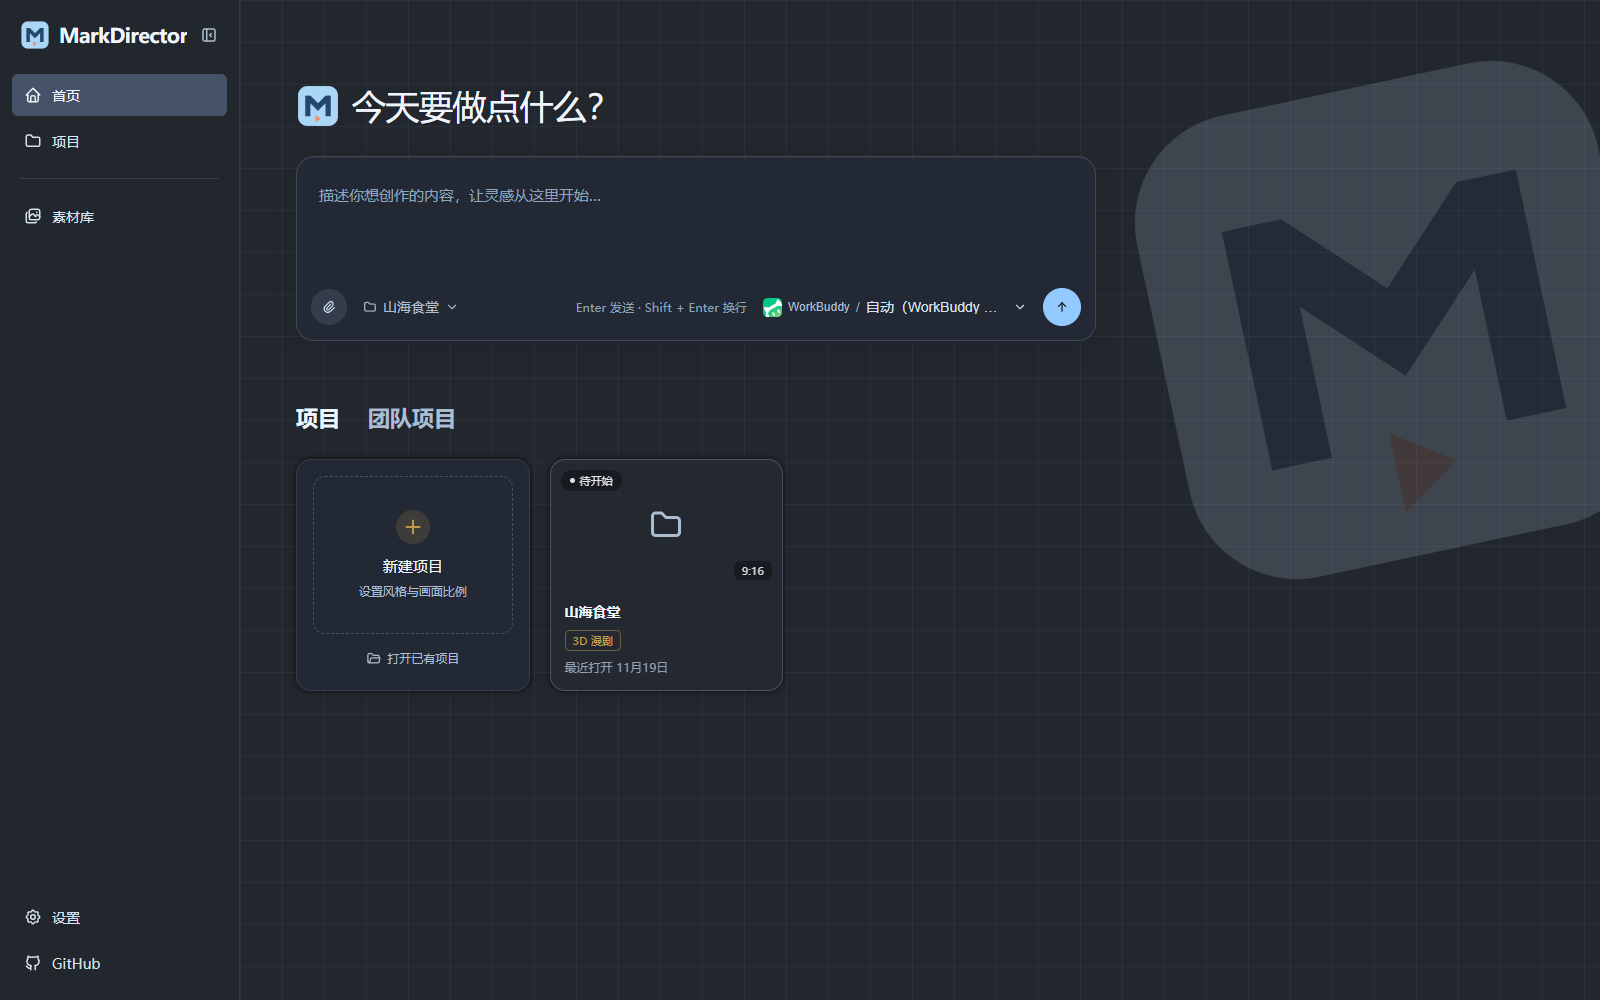 MarkDirector
首页
项目
素材库
设置
GitHub
今天要做点什么？
描述你想创作的内容，让灵感从这里开始...
山海食堂
Enter 发送 · Shift + Enter 换行
WorkBuddy / 自动（WorkBuddy ...
项目 团队项目
新建项目
设置风格与画面比例
打开已有项目
待开始
9:16
山海食堂
3D 漫剧
最近打开 11月19日